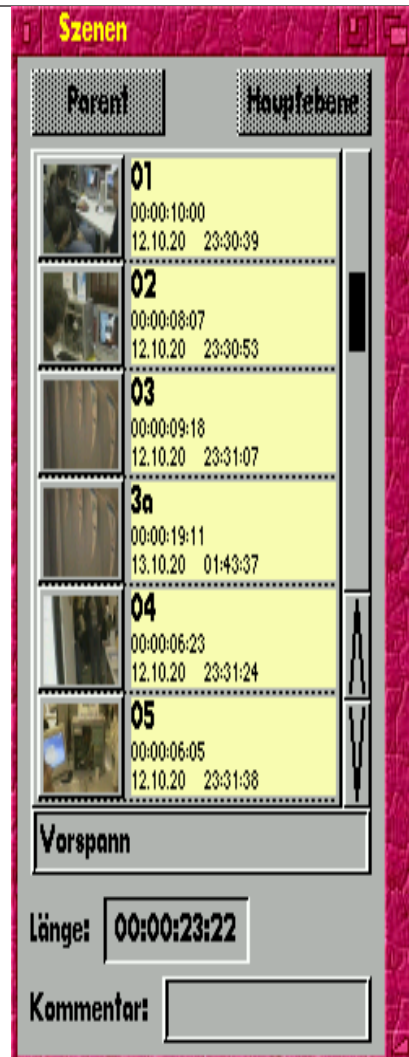 Szenen
Parent Hauptebene
01
00:00:10:00
12.10.20 23:30:39
02
00:00:08:07
12.10.20 23:30:53
03
00:00:09:18
12.10.20 23:31:07
3a
00:00:19:11
13.10.20 01:43:37
04
00:00:06:23
12.10.20 23:31:24
05
00:00:06:05
12.10.20 23:31:38
Vorspann
Länge: 00:00:23:22
Kommentar: